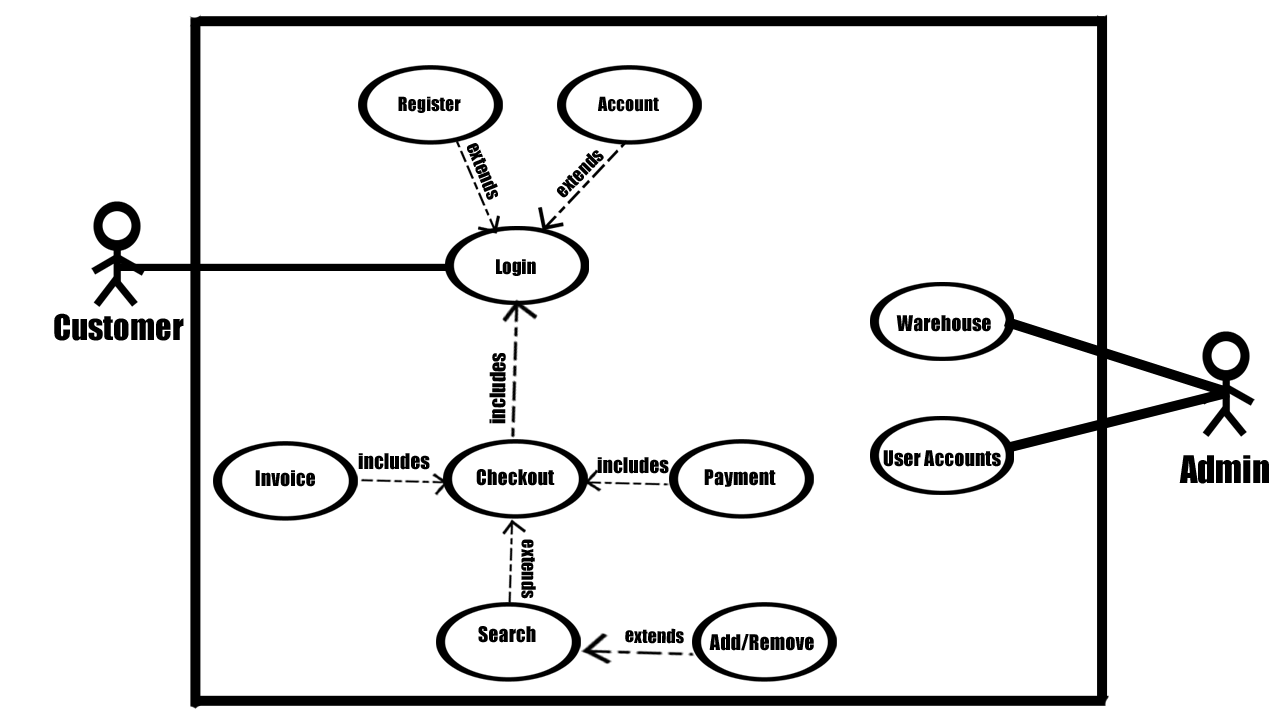 Register
Account
extends
extends
Login
Customer
Warehouse
includes
Invoice
includes
Checkout
includes
Payment
User Accounts
Admin
extends
Search
extends
Add/Remove